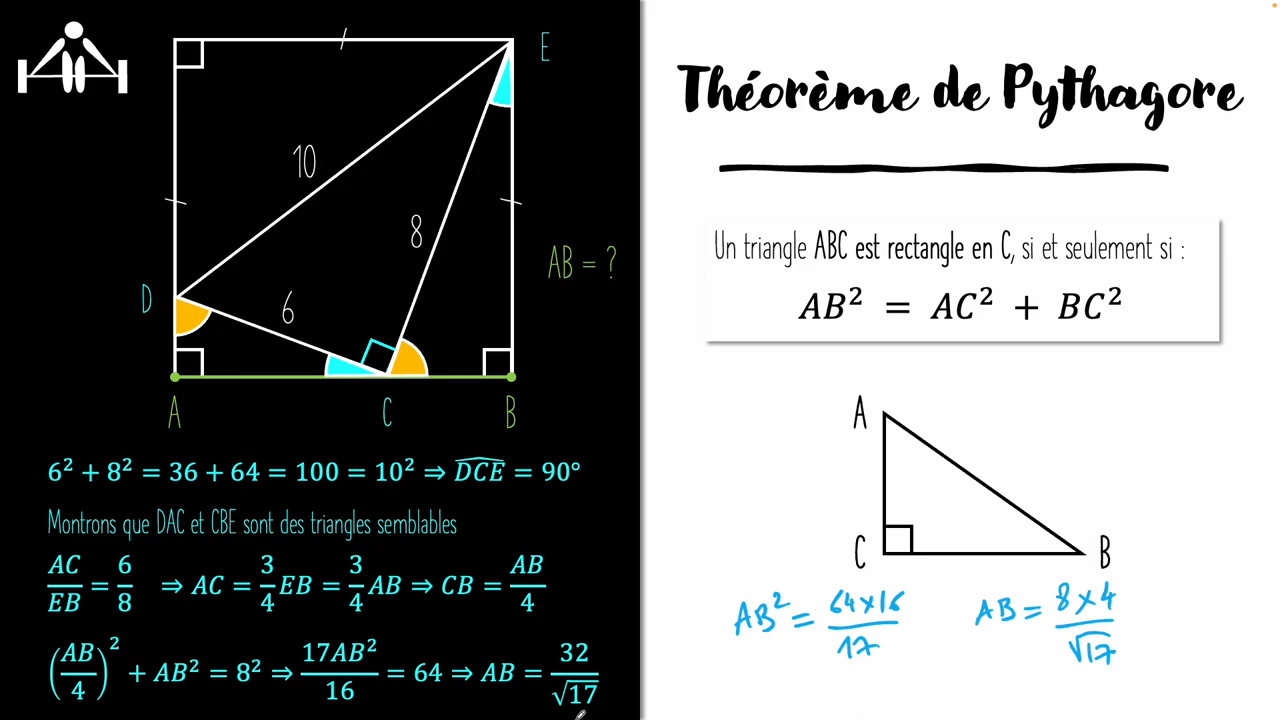 E
10
8
AB = ?
D
6
A
C
B
6² + 8² = 36 + 64 = 100 = 10² ⇒ \widehat{DCE} = 90°
Montrons que DAC et CBE sont des triangles semblables
AC/EB = 6/8 ⇒ AC = 3/4 EB = 3/4 AB ⇒ CB = AB/4
(AB/4)² + AB² = 8² ⇒ 17AB²/16 = 64 ⇒ AB = 32/√17
Théorème de Pythagore
Un triangle ABC est rectangle en C, si et seulement si :
AB² = AC² + BC²
A
C
B
AB² = 64×16/17
AB = 8×4/√17